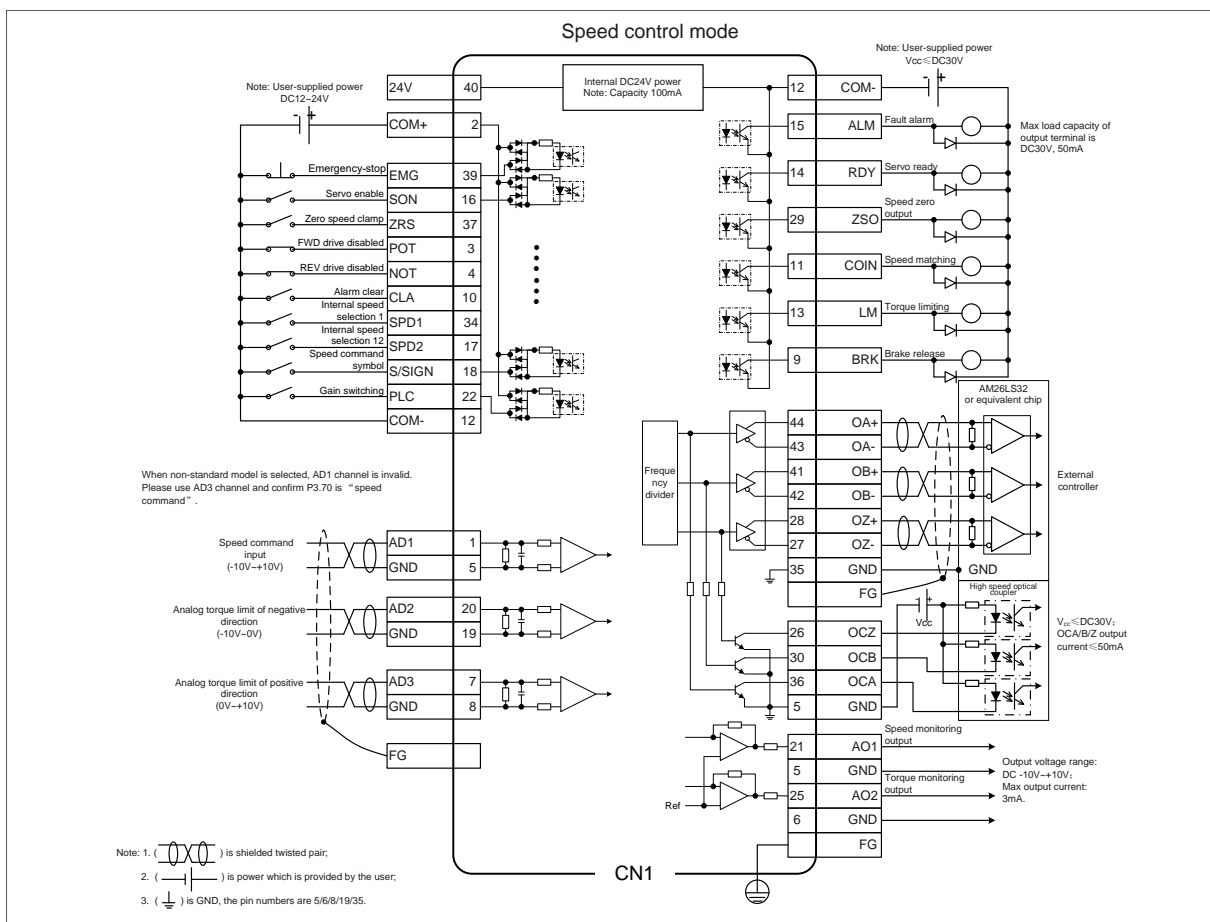 Speed control mode
Note: User-supplied power
DC12~24V
24V 40
COM+ 2
Emergency-stop EMG 39
Servo enable SON 16
Zero speed clamp ZRS 37
FWD drive disabled POT 3
REV drive disabled NOT 4
Alarm clear CLA 10
Internal speed
selection 1 SPD1 34
Internal speed
selection 12 SPD2 17
Speed command
symbol S/SIGN 18
Gain switching PLC 22
COM- 12
When non-standard model is selected, AD1 channel is invalid.
Please use AD3 channel and confirm P3.70 is “speed
command”.
Speed command
input
(-10V~+10V)
AD1 1
GND 5
Analog torque limit of negative
direction
(-10V~0V)
AD2 20
GND 19
Analog torque limit of positive
direction
(0V~+10V)
AD3 7
GND 8
FG
Internal DC24V power
Note: Capacity 100mA
Note: User-supplied power
Vcc≤DC30V
12 COM-
15 ALM Fault alarm
14 RDY Servo ready
29 ZSO Speed zero
output
11 COIN Speed matching
13 LM Torque limiting
9 BRK Brake release
Max load capacity of
output terminal is
DC30V, 50mA
AM26LS32
or equivalent chip
Freque
ncy
divider
44 OA+
43 OA-
41 OB+
42 OB-
28 OZ+
27 OZ-
35 GND GND
FG
External
controller
High speed optical
coupler
Vcc
26 OCZ
30 OCB
36 OCA
5 GND
Vcc≤DC30V;
OCA/B/Z output
current≤50mA
21 AO1 Speed monitoring
output
5 GND
25 AO2 Torque monitoring
output
6 GND
FG
Ref
Output voltage range:
DC -10V~+10V;
Max output current:
3mA.
CN1
Note: 1. ( ) is shielded twisted pair;
2. ( ) is power which is provided by the user;
3. ( ) is GND, the pin numbers are 5/6/8/19/35.